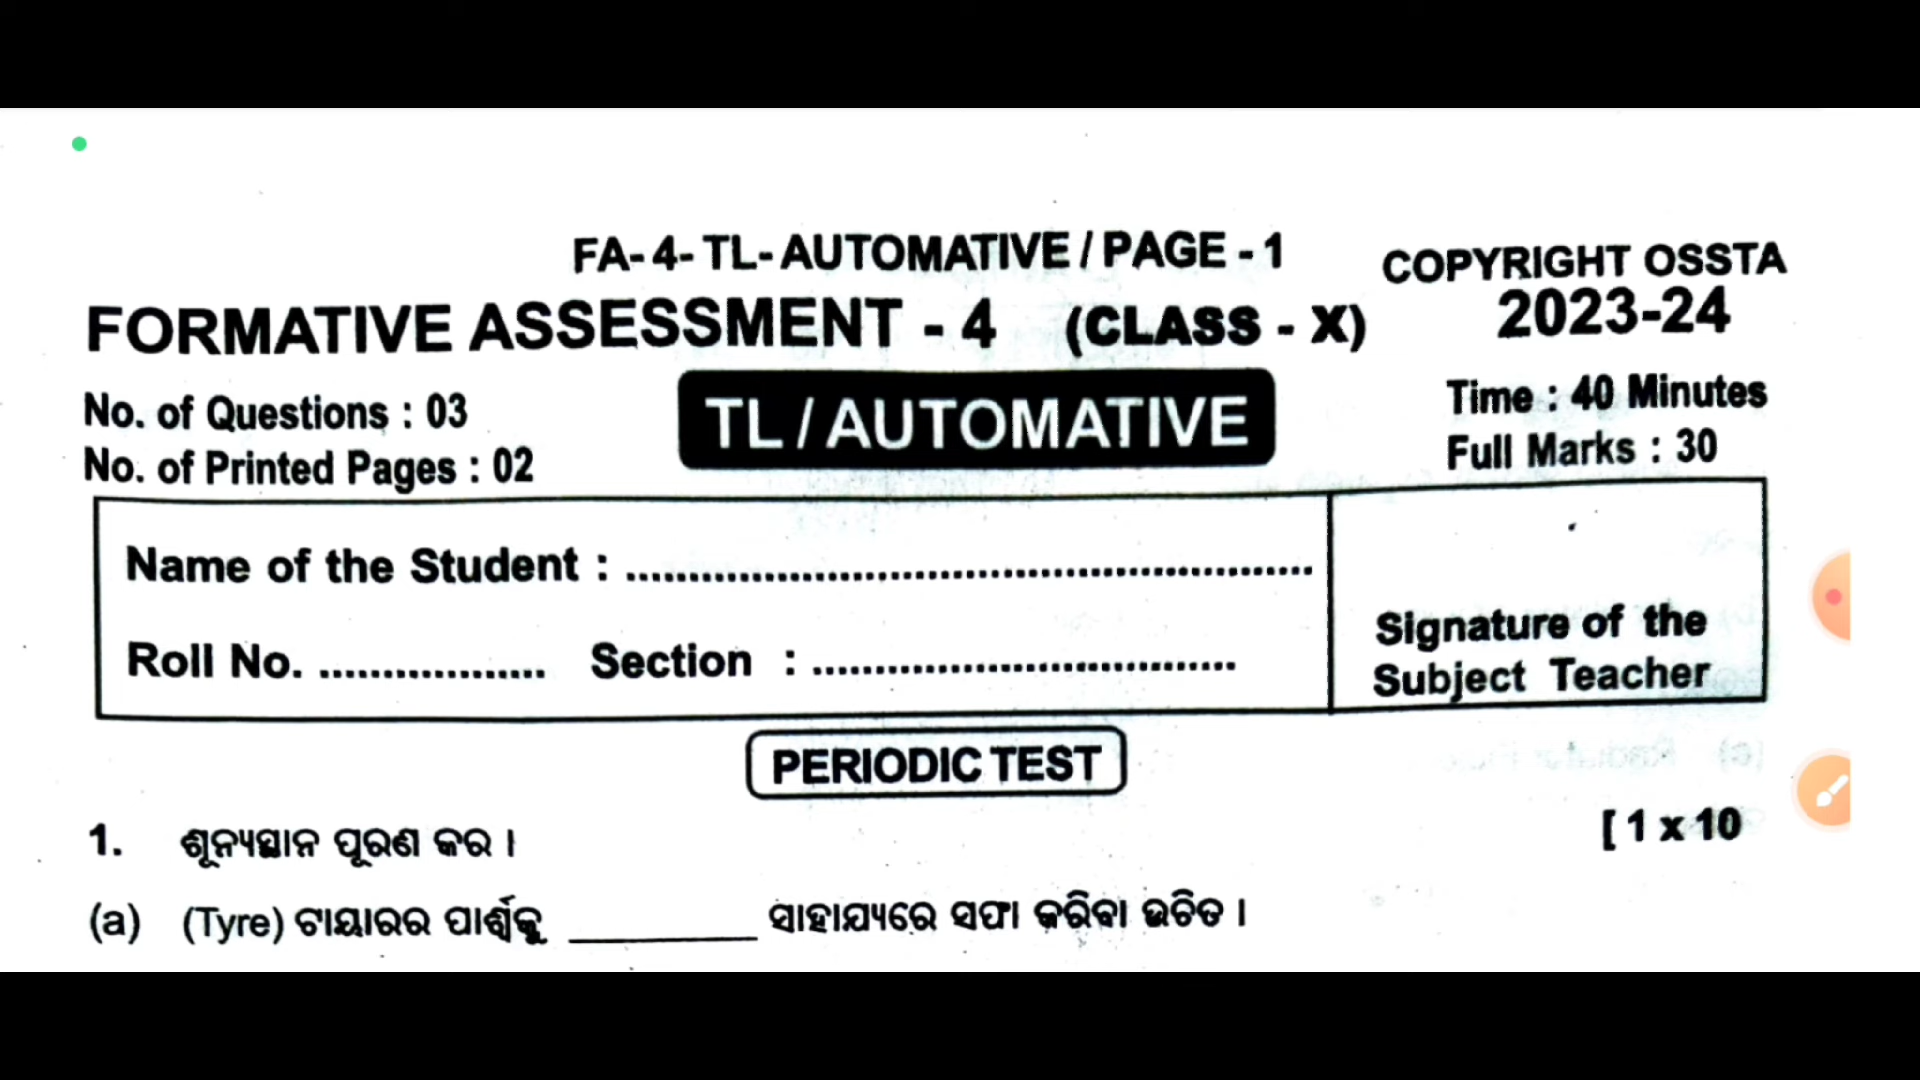 FA- 4- TL- AUTOMATIVE / PAGE - 1
COPYRIGHT OSSTA
FORMATIVE ASSESSMENT - 4 (CLASS - X) 2023-24
No. of Questions : 03
TL / AUTOMATIVE
Time : 40 Minutes
No. of Printed Pages : 02
Full Marks : 30
Name of the Student : ......................................................
Roll No. .................. Section : ..................................
Signature of the
Subject Teacher
PERIODIC TEST
1. ଶୂନ୍ୟସ୍ଥାନ ପୂରଣ କର । [ 1 x 10
(a) (Tyre) ଟାୟାରର ପାର୍ଶ୍ୱକୁ __________ ସାହାଯ୍ୟରେ ସଫା କରିବା ଉଚିତ ।